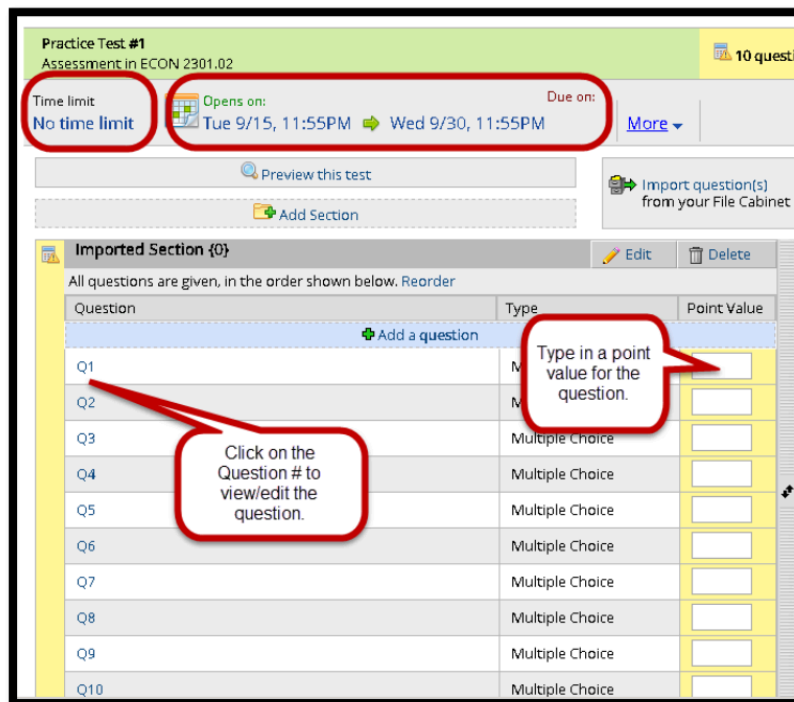 Practice Test #1
Assessment in ECON 2301.02
10 questi
Time limit
No time limit
Opens on:
Due on:
Tue 9/15, 11:55PM
Wed 9/30, 11:55PM
More
Preview this test
Add Section
Import question(s)
from your File Cabinet
Imported Section {0}
Edit
Delete
All questions are given, in the order shown below. Reorder
Question
Type
Point Value
Add a question
Type in a point
value for the
question.
Q1
M
Q2
M
Q3
Multiple Choice
Click on the
Question # to
view/edit the
question.
Q4
Multiple Choice
Q5
Multiple Choice
Q6
Multiple Choice
Q7
Multiple Choice
Q8
Multiple Choice
Q9
Multiple Choice
Q10
Multiple Choice